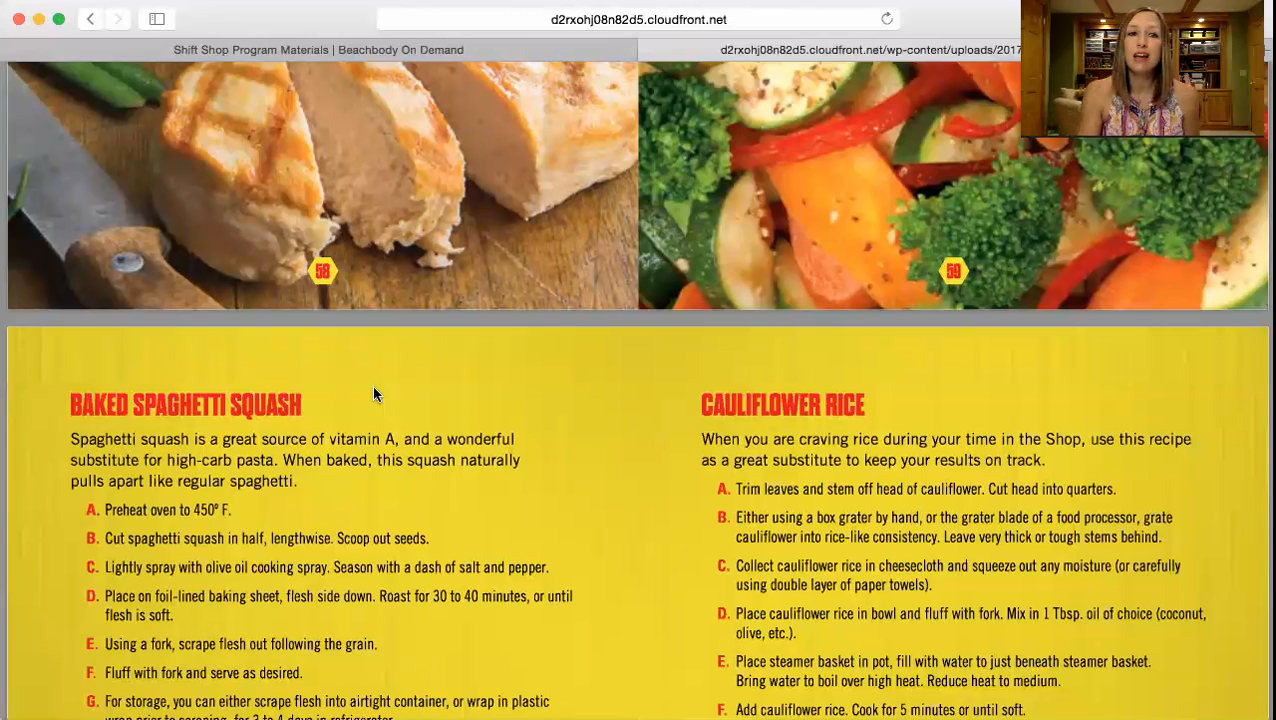 d2rxohj08n82d5.cloudfront.net
Shift Shop Program Materials | Beachbody On Demand
d2rxohj08n82d5.cloudfront.net/wp-content/uploads/2017
58
59
BAKED SPAGHETTI SQUASH
Spaghetti squash is a great source of vitamin A, and a wonderful
substitute for high-carb pasta. When baked, this squash naturally
pulls apart like regular spaghetti.
A. Preheat oven to 450º F.
B. Cut spaghetti squash in half, lengthwise. Scoop out seeds.
C. Lightly spray with olive oil cooking spray. Season with a dash of salt and pepper.
D. Place on foil-lined baking sheet, flesh side down. Roast for 30 to 40 minutes, or until
flesh is soft.
E. Using a fork, scrape flesh out following the grain.
F. Fluff with fork and serve as desired.
G. For storage, you can either scrape flesh into airtight container, or wrap in plastic
wrap prior to scraping, for 3 to 4 days in refrigerator.
CAULIFLOWER RICE
When you are craving rice during your time in the Shop, use this recipe
as a great substitute to keep your results on track.
A. Trim leaves and stem off head of cauliflower. Cut head into quarters.
B. Either using a box grater by hand, or the grater blade of a food processor, grate
cauliflower into rice-like consistency. Leave very thick or tough stems behind.
C. Collect cauliflower rice in cheesecloth and squeeze out any moisture (or carefully
using double layer of paper towels).
D. Place cauliflower rice in bowl and fluff with fork. Mix in 1 Tbsp. oil of choice (coconut,
olive, etc.).
E. Place steamer basket in pot, fill with water to just beneath steamer basket.
Bring water to boil over high heat. Reduce heat to medium.
F. Add cauliflower rice. Cook for 5 minutes or until soft.